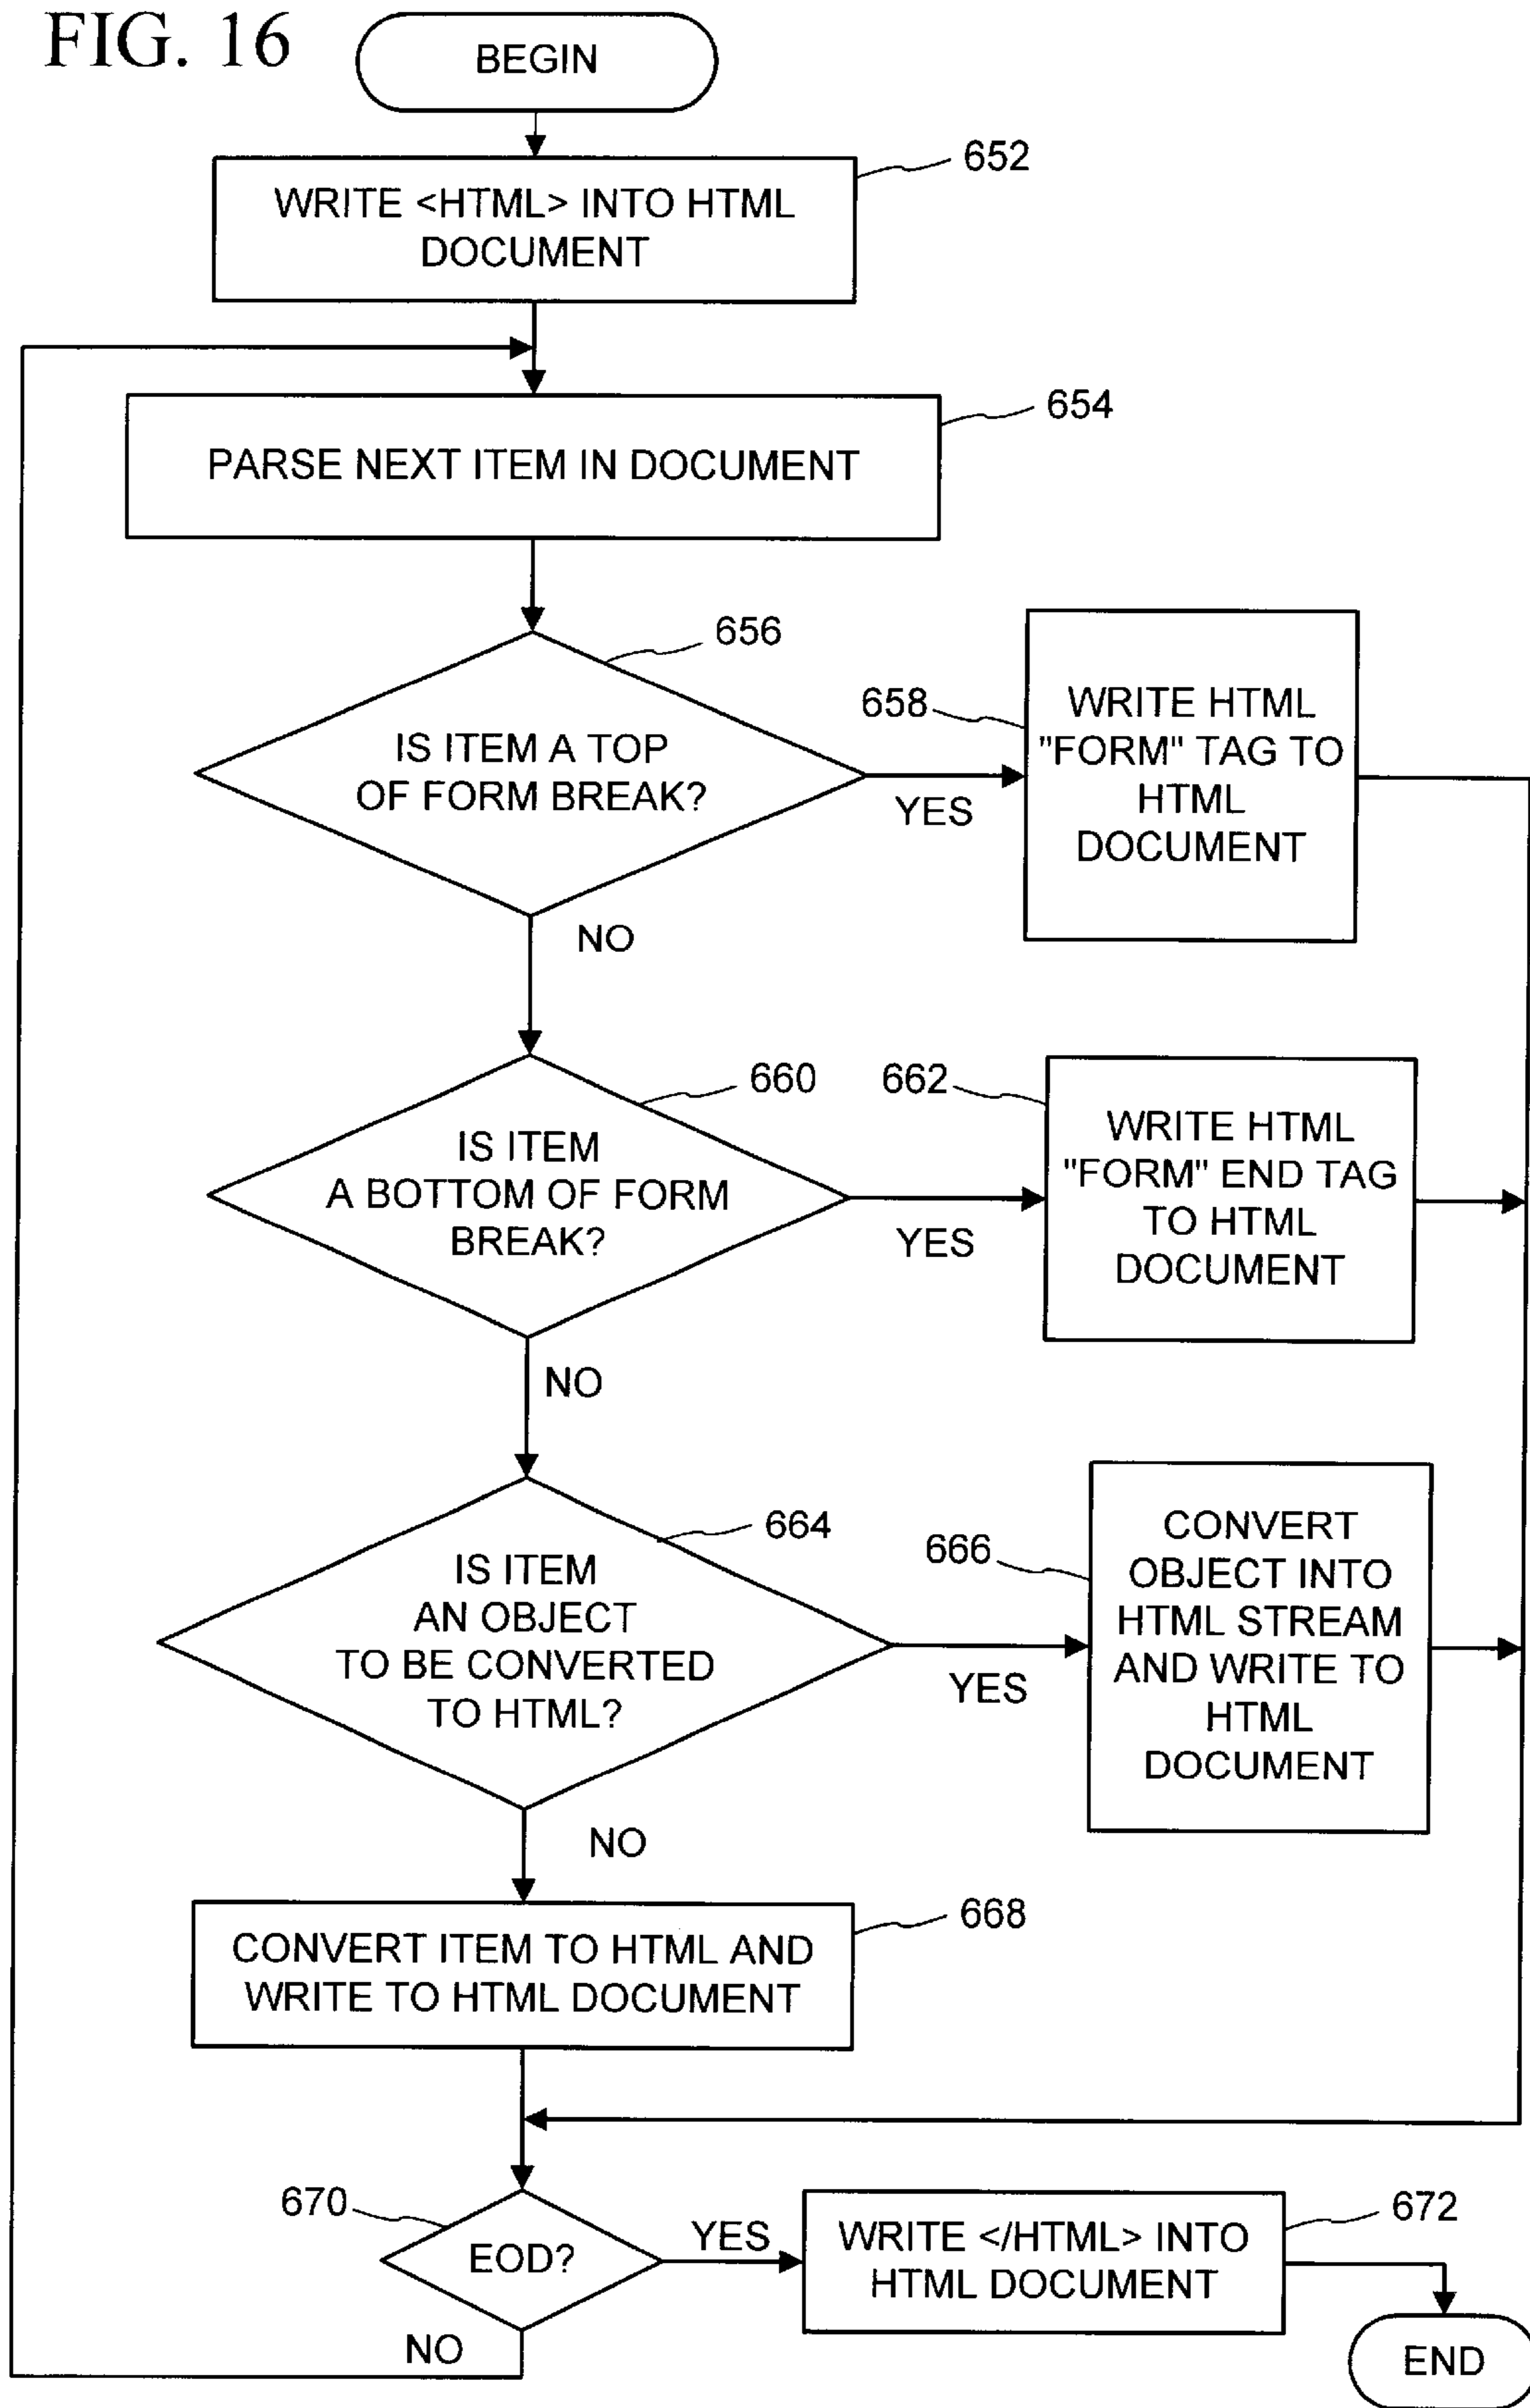 FIG. 16
BEGIN
652
WRITE <HTML> INTO HTML
DOCUMENT
654
PARSE NEXT ITEM IN DOCUMENT
656
IS ITEM A TOP
OF FORM BREAK?
YES
658
WRITE HTML
"FORM" TAG TO
HTML
DOCUMENT
NO
660
IS ITEM
A BOTTOM OF FORM
BREAK?
YES
662
WRITE HTML
"FORM" END TAG
TO HTML
DOCUMENT
NO
664
IS ITEM
AN OBJECT
TO BE CONVERTED
TO HTML?
YES
666
CONVERT
OBJECT INTO
HTML STREAM
AND WRITE TO
HTML
DOCUMENT
NO
668
CONVERT ITEM TO HTML AND
WRITE TO HTML DOCUMENT
670
EOD?
YES
672
WRITE </HTML> INTO
HTML DOCUMENT
NO
END